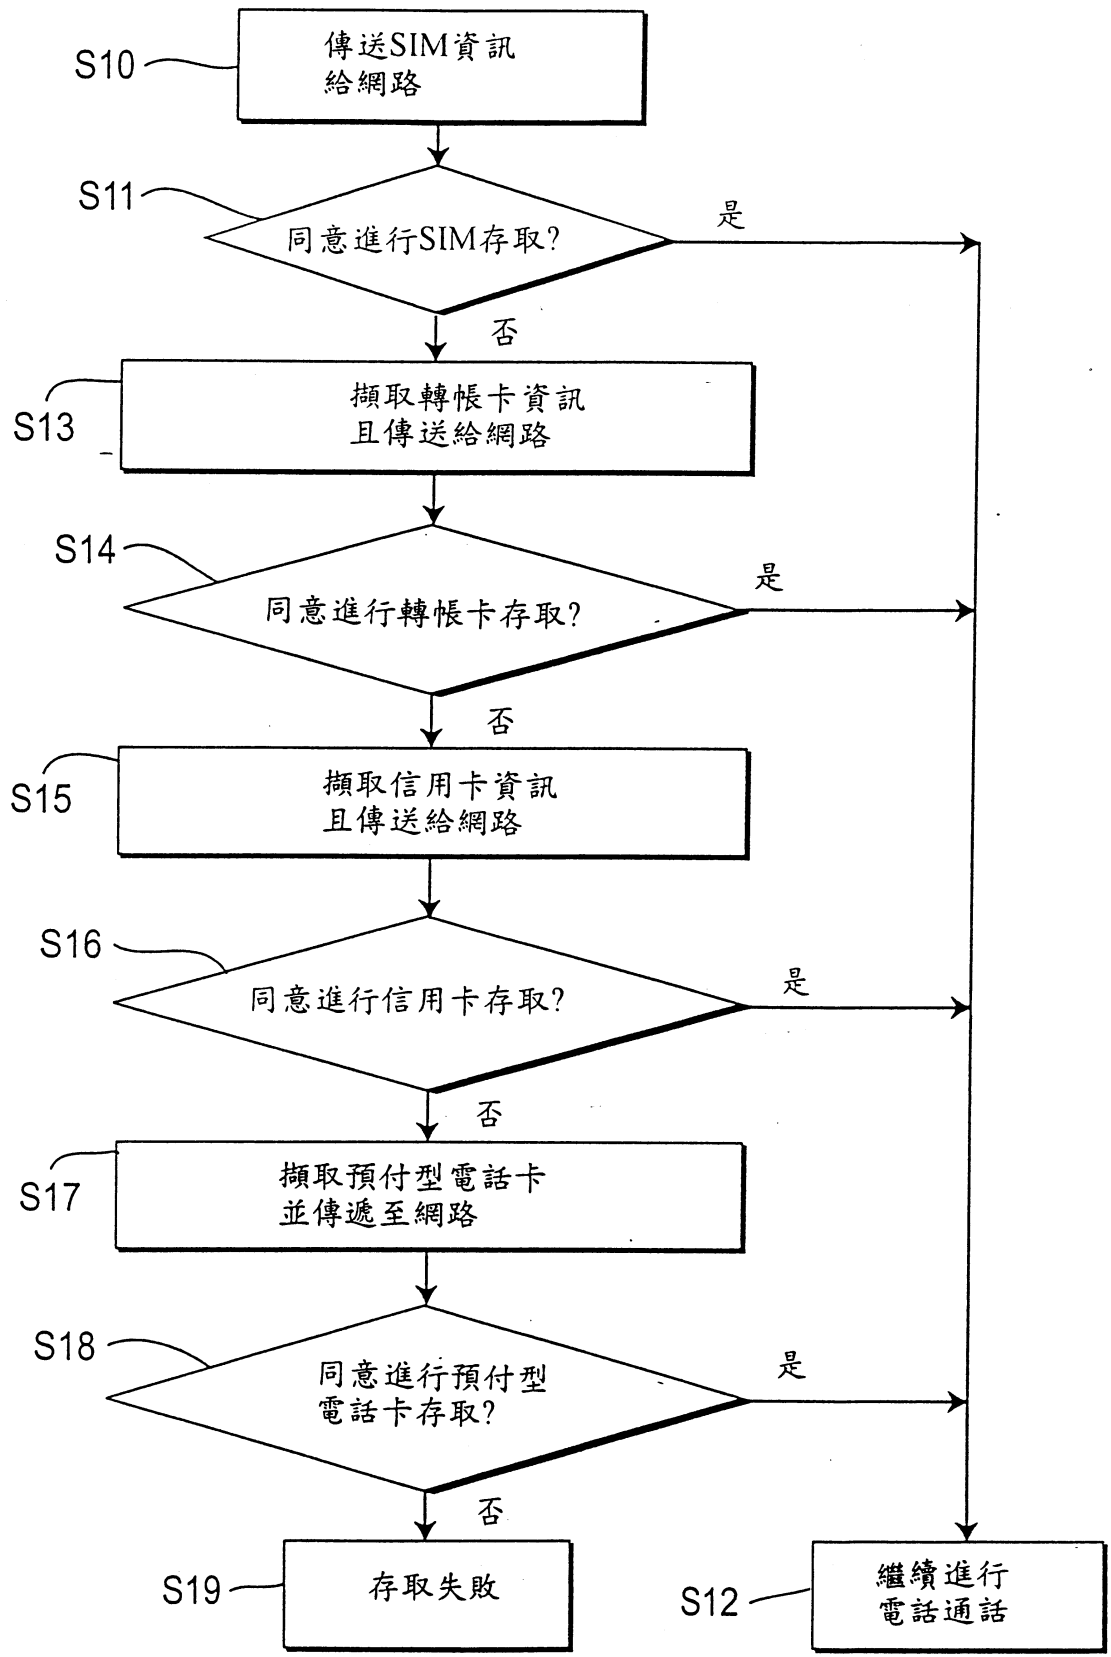 S10
傳送SIM資訊
給網路
S11
同意進行SIM存取?
是
否
S13
擷取轉帳卡資訊
且傳送給網路
S14
同意進行轉帳卡存取?
是
否
S15
擷取信用卡資訊
且傳送給網路
S16
同意進行信用卡存取?
是
否
S17
擷取預付型電話卡
並傳遞至網路
S18
同意進行預付型
電話卡存取?
是
否
S19
存取失敗
S12
繼續進行
電話通話